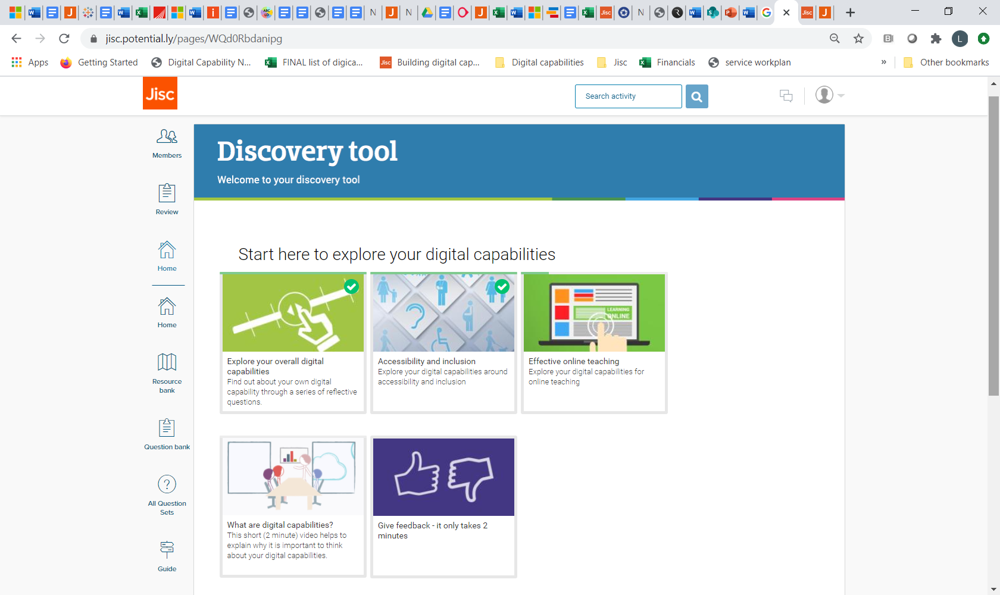 jisc.potential.ly/pages/WQd0Rbdanipg
L
Apps
Getting Started
Digital Capability N...
FINAL list of digica...
Jisc
Building digital cap...
Digital capabilities
Jisc
Financials
service workplan
»
Other bookmarks
Jisc
Search activity
Members
Review
Home
Home
Resource
bank
Question bank
All Question
Sets
Guide
Discovery tool
Welcome to your discovery tool
Start here to explore your digital capabilities
LEARNING
ONLINE
Explore your overall digital
capabilities
Find out about your own digital
capability through a series of reflective
questions.
Accessibility and inclusion
Explore your digital capabilities around
accessibility and inclusion
Effective online teaching
Explore your digital capabilities for
online teaching
What are digital capabilities?
This short (2 minute) video helps to
explain why it is important to think
about your digital capabilities.
Give feedback - it only takes 2
minutes